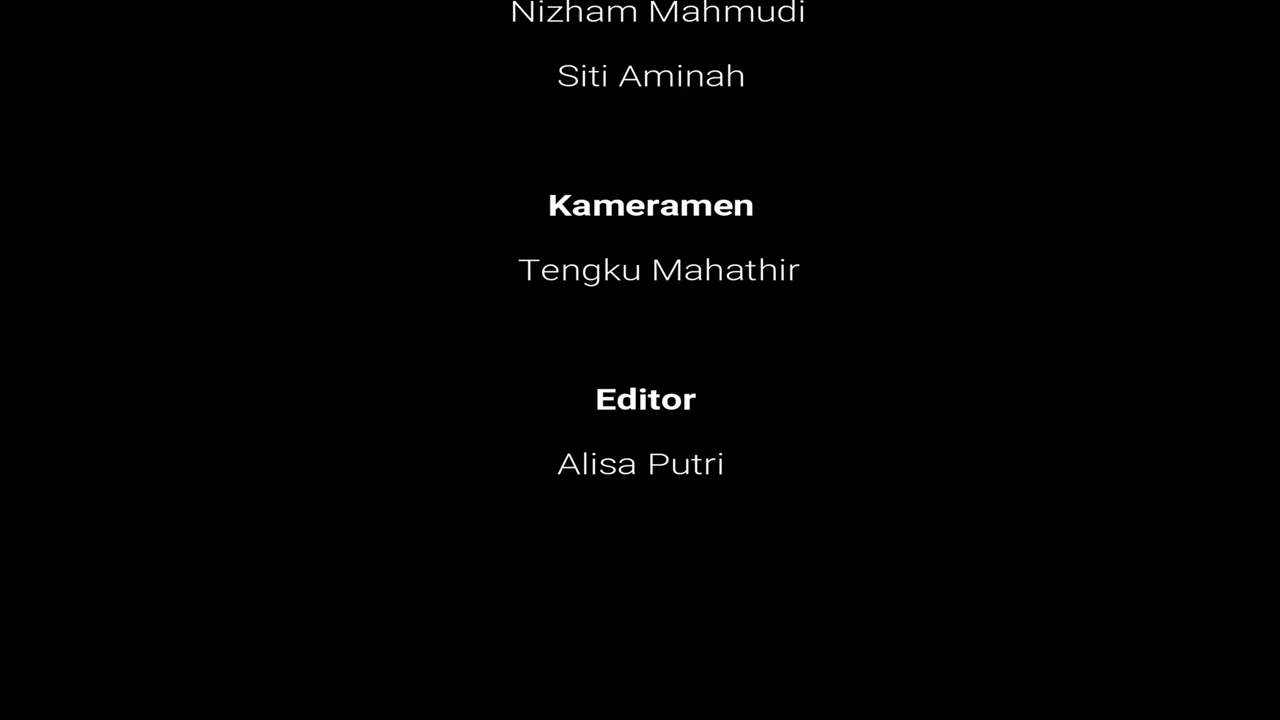 Nizham Mahmudi
Siti Aminah
Kameramen
Tengku Mahathir
Editor
Alisa Putri